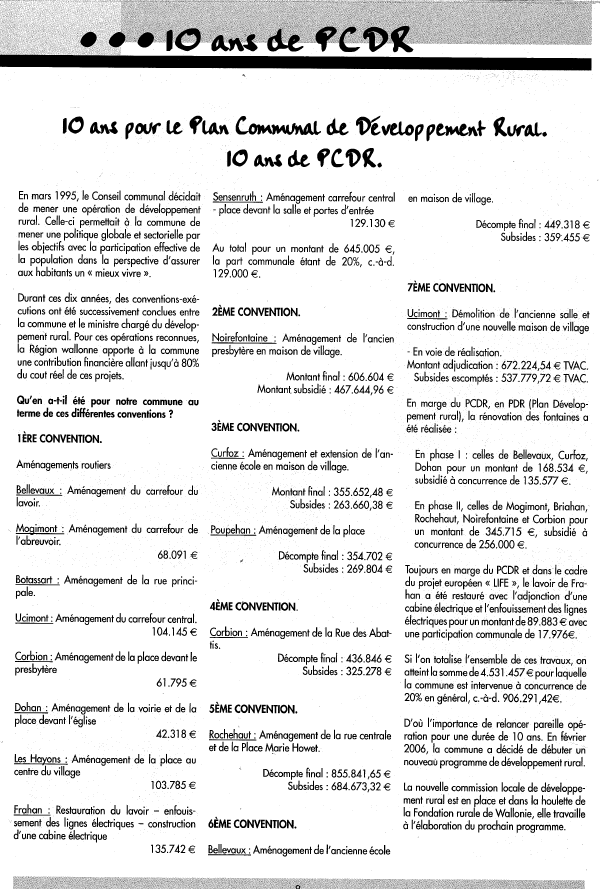 ●●●10 ans de PCDR
10 ans pour le Plan Communal de Développement Rural.
10 ans de PCDR.
En mars 1995, le Conseil communal décidait
de mener une opération de développement
rural. Celle-ci permettait à la commune de
mener une politique globale et sectorielle par
les objectifs avec la participation effective de
la population dans la perspective d'assurer
aux habitants un « mieux vivre ».
Durant ces dix années, des conventions-exé-
cutions ont été successivement conclues entre
la commune et le ministre chargé du dévelop-
pement rural. Pour ces opérations reconnues,
la Région wallonne apporte à la commune
une contribution financière allant jusqu'à 80%
du cout réel de ces projets.
Qu'en a-t-il été pour notre commune au
terme de ces différentes conventions ?
1ÈRE CONVENTION.
Aménagements routiers
Bellevaux : Aménagement du carrefour du
lavoir.
Mogimont : Aménagement du carrefour de
l'abreuvoir.
68.091 €
Botassart : Aménagement de la rue princi-
pale.
Ucimont : Aménagement du carrefour central.
104.145 €
Corbion : Aménagement de la place devant le
presbytère
61.795 €
Dohan : Aménagement de la voirie et de la
place devant l'église
42.318 €
Les Hayons : Aménagement de la place au
centre du village
103.785 €
Frahan : Restauration du lavoir – enfouis-
sement des lignes électriques – construction
d'une cabine électrique
135.742 €
Sensenruth : Aménagement carrefour central
- place devant la salle et portes d'entrée
129.130 €
Au total pour un montant de 645.005 €,
la part communale étant de 20%, c.-à-d.
129.000 €.
2ÈME CONVENTION.
Noirefontaine : Aménagement de l'ancien
presbytère en maison de village.
Montant final : 606.604 €
Montant subsidié : 467.644,96 €
3ÈME CONVENTION.
Curfoz : Aménagement et extension de l'an-
cienne école en maison de village.
Montant final : 355.652,48 €
Subsides : 263.660,38 €
Poupehan : Aménagement de la place
Décompte final : 354.702 €
Subsides : 269.804 €
4ÈME CONVENTION.
Corbion : Aménagement de la Rue des Abat-
tis.
Décompte final : 436.846 €
Subsides : 325.278 €
5ÈME CONVENTION.
Rochehaut : Aménagement de la rue centrale
et de la Place Marie Howet.
Décompte final : 855.841,65 €
Subsides : 684.673,32 €
6ÈME CONVENTION.
Bellevaux : Aménagement de l'ancienne école
en maison de village.
Décompte final : 449.318 €
Subsides : 359.455 €
7ÈME CONVENTION.
Ucimont : Démolition de l'ancienne salle et
construction d'une nouvelle maison de village
- En voie de réalisation.
Montant adjudication : 672.224,54 € TVAC.
Subsides escomptés : 537.779,72 € TVAC.
En marge du PCDR, en PDR (Plan Dévelop-
pement rural), la rénovation des fontaines a
été réalisée :
En phase I : celles de Bellevaux, Curfoz,
Dohan pour un montant de 168.534 €,
subsidié à concurrence de 135.577 €.
En phase II, celles de Mogimont, Briahan,
Rochehaut, Noirefontaine et Corbion pour
un montant de 345.715 €, subsidié à
concurrence de 256.000 €.
Toujours en marge du PCDR et dans le cadre
du projet européen « LIFE », le lavoir de Fra-
han a été restauré avec l'adjonction d'une
cabine électrique et l'enfouissement des lignes
électriques pour un montant de 89.883 € avec
une participation communale de 17.976€.
Si l'on totalise l'ensemble de ces travaux, on
atteint la somme de 4.531.457 € pour laquelle
la commune est intervenue à concurrence de
20% en général, c.-à-d. 906.291,42€.
D'où l'importance de relancer pareille opé-
ration pour une durée de 10 ans. En février
2006, la commune a décidé de débuter un
nouveau programme de développement rural.
La nouvelle commission locale de développe-
ment rural est en place et dans la houlette de
la Fondation rurale de Wallonie, elle travaille
à l'élaboration du prochain programme.